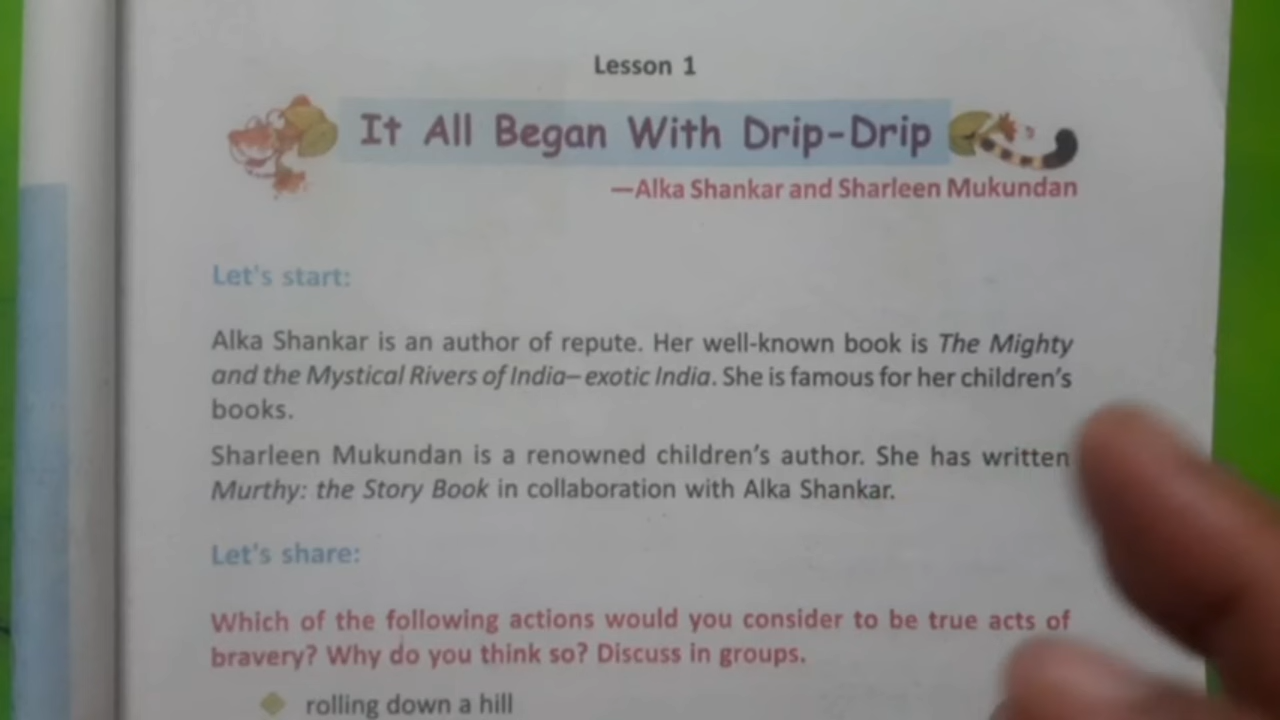 Lesson 1
It All Began With Drip-Drip
—Alka Shankar and Sharleen Mukundan
Let's start:
Alka Shankar is an author of repute. Her well-known book is The Mighty
and the Mystical Rivers of India– exotic India. She is famous for her children's
books.
Sharleen Mukundan is a renowned children's author. She has written
Murthy: the Story Book in collaboration with Alka Shankar.
Let's share:
Which of the following actions would you consider to be true acts of
bravery? Why do you think so? Discuss in groups.
rolling down a hill